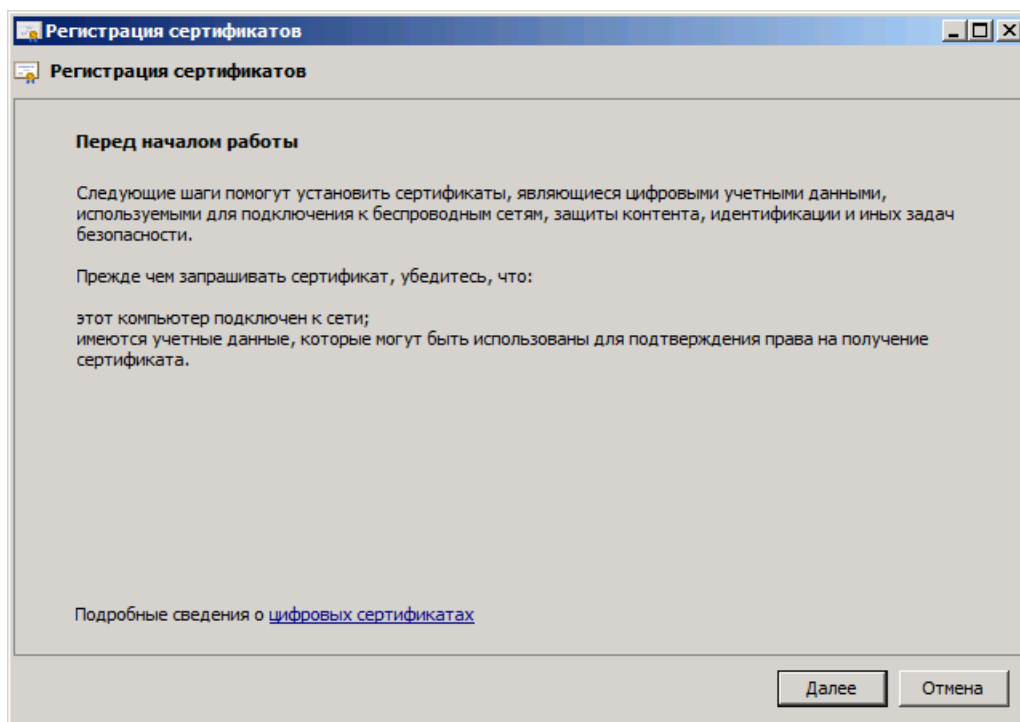 Регистрация сертификатов
Регистрация сертификатов
Перед началом работы
Следующие шаги помогут установить сертификаты, являющиеся цифровыми учетными данными,
используемыми для подключения к беспроводным сетям, защиты контента, идентификации и иных задач
безопасности.
Прежде чем запрашивать сертификат, убедитесь, что:
этот компьютер подключен к сети;
имеются учетные данные, которые могут быть использованы для подтверждения права на получение
сертификата.
Подробные сведения о цифровых сертификатах
Далее Отмена